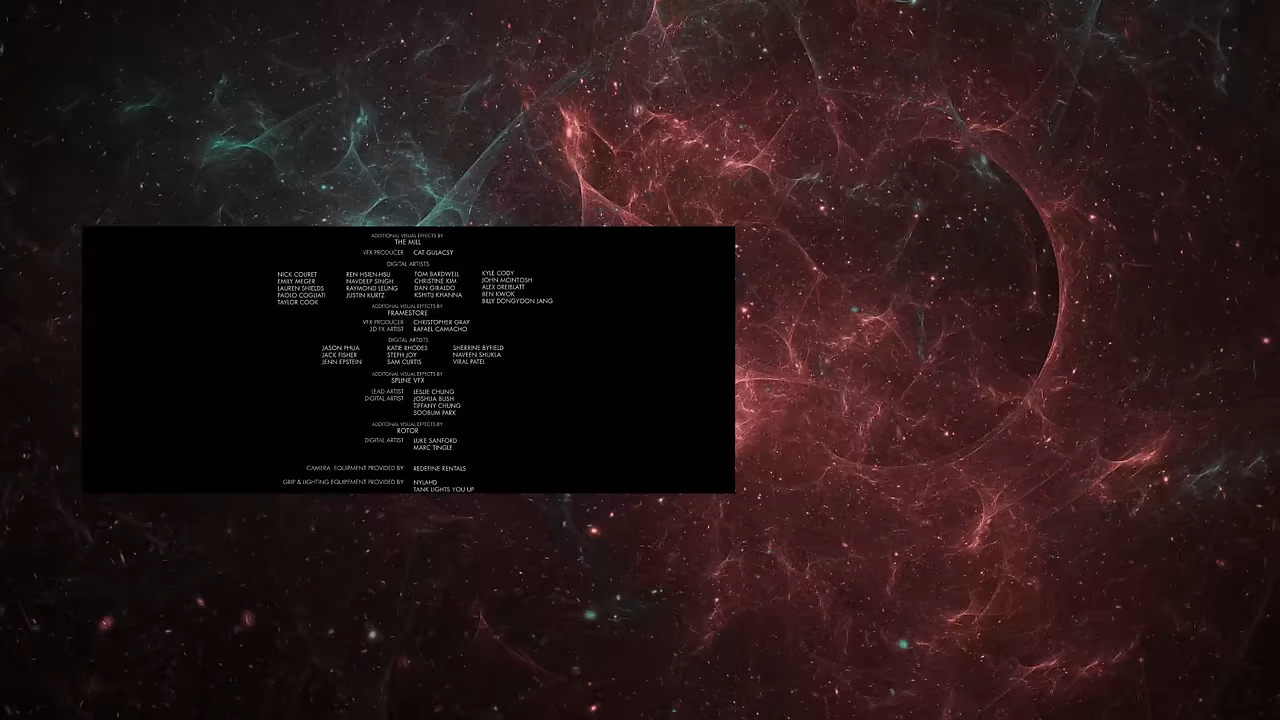 ADDITIONAL VISUAL EFFECTS BY
THE MILL
VFX PRODUCER CAT GULACSY
DIGITAL ARTISTS
NICK COURET REN HSIEN-HSU TOM BARDWELL KYLE CODY
EMILY MEGER NAVDEEP SINGH CHRISTINE KIM JOHN MCINTOSH
LAUREN SHIELDS RAYMOND LEUNG DAN GIRALDO ALEX DREIBLATT
PAOLO COGLIATI JUSTIN KURTZ KSHITIJ KHANNA BEN KWOK
TAYLOR COOK BILLY DONGYOON JANG
ADDITIONAL VISUAL EFFECTS BY
FRAMESTORE
VFX PRODUCER CHRISTOPHER GRAY
3D FX ARTIST RAFAEL CAMACHO
DIGITAL ARTISTS
JASON PHUA KATIE RHODES SHERRINE BYFIELD
JACK FISHER STEPH JOY NAVEEN SHUKLA
JENN EPSTEIN SAM CURTIS VIRAL PATEL
ADDITIONAL VISUAL EFFECTS BY
SPLINE VFX
LEAD ARTIST LESLIE CHUNG
DIGITAL ARTIST JOSHUA BUSH
TIFFANY CHUNG
SOOBUM PARK
ADDITIONAL VISUAL EFFECTS BY
ROTOR
DIGITAL ARTIST LUKE SANFORD
MARC TINGLE
CAMERA EQUIPMENT PROVIDED BY REDEFINE RENTALS
GRIP & LIGHTING EQUIPEMENT PROVIDED BY NYLAHD
TANK LIGHTS YOU UP